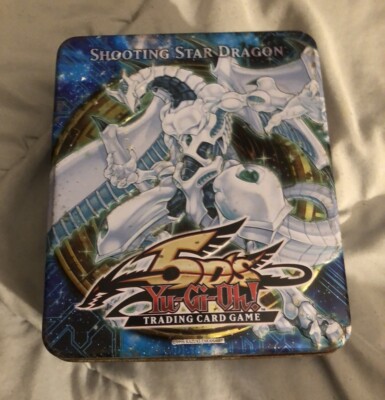 SHOOTING STAR DRAGON
5D's
Yu-Gi-Oh!
TRADING CARD GAME